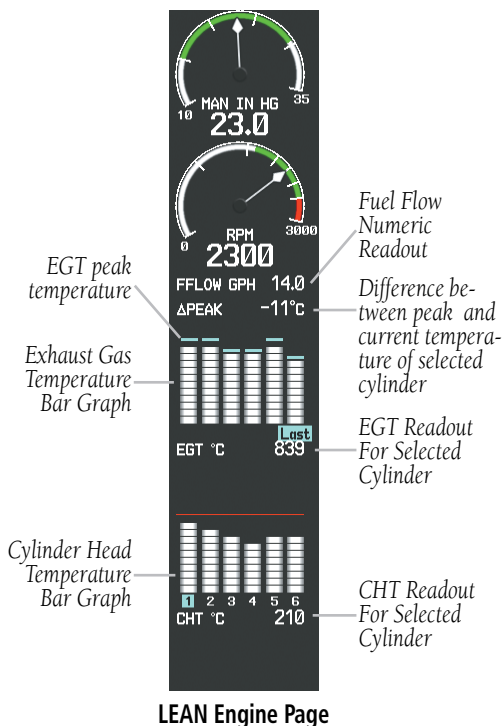 10
35
MAN IN HG
23.0
0
3000
RPM
2300
FFLOW GPH 14.0
ΔPEAK -11°C
Last
EGT °C 839
1 2 3 4 5 6
CHT °C 210
EGT peak
temperature
Exhaust Gas
Temperature
Bar Graph
Cylinder Head
Temperature
Bar Graph
Fuel Flow
Numeric
Readout
Difference be-
tween peak and
current tempera-
ture of selected
cylinder
EGT Readout
For Selected
Cylinder
CHT Readout
For Selected
Cylinder
LEAN Engine Page